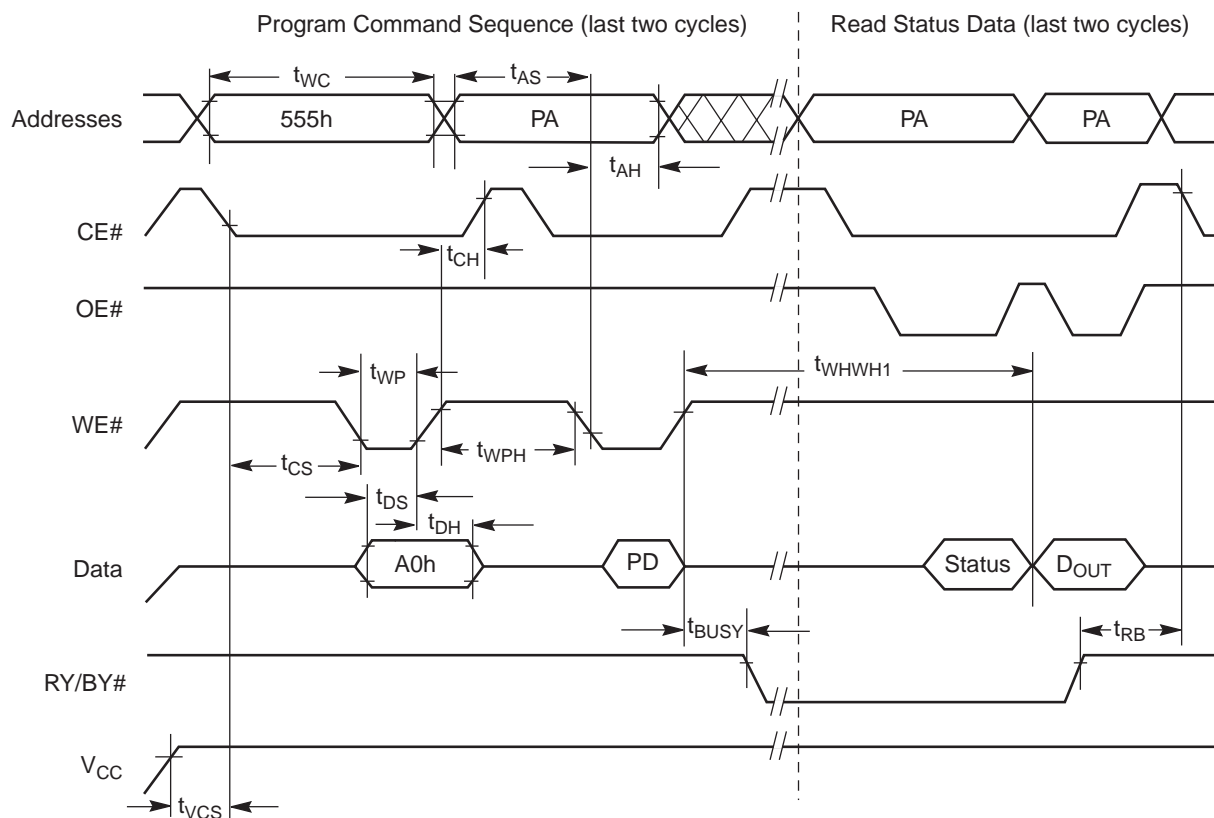 Program Command Sequence (last two cycles)
Read Status Data (last two cycles)
tWC
tAS
Addresses
555h
PA
PA
PA
tAH
CE#
tCH
OE#
tWP
tWHWH1
WE#
tCS
tWPH
tDS
tDH
Data
A0h
PD
Status
DOUT
tBUSY
tRB
RY/BY#
VCC
tVCS